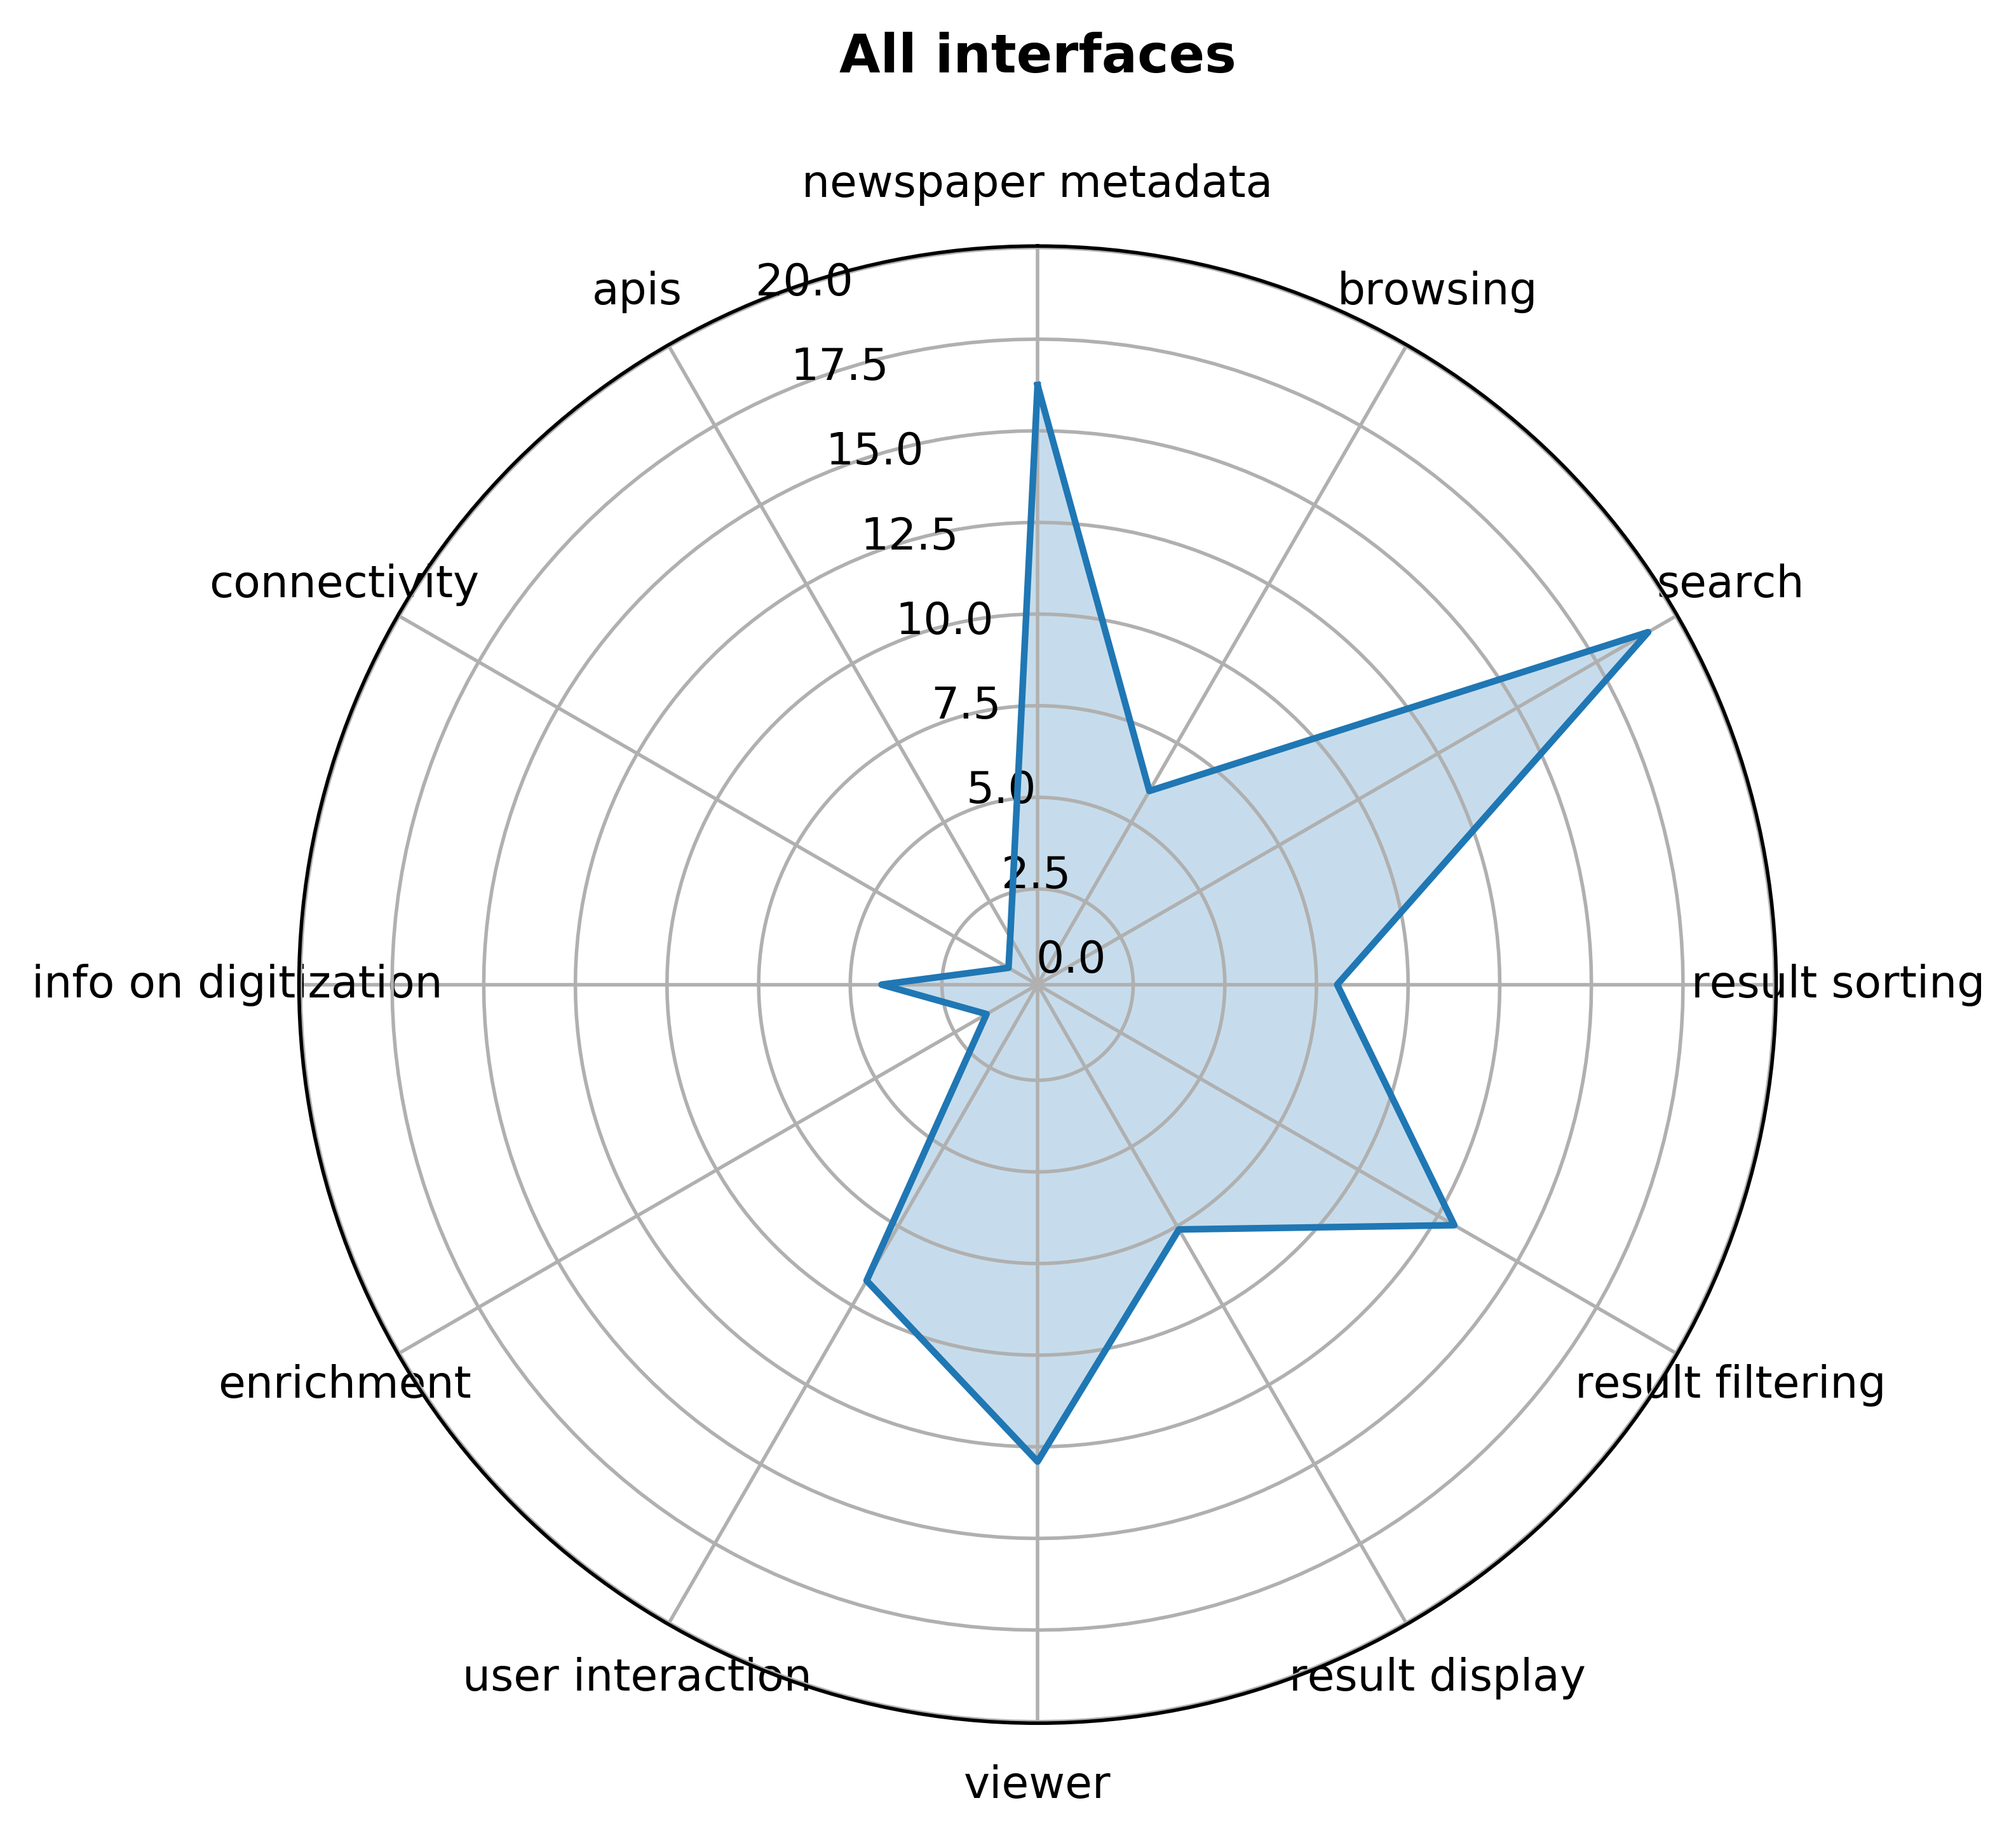 All interfaces
newspaper metadata
apis
20.0
browsing
17.5
15.0
12.5
connectivity
search
10.0
7.5
5.0
2.5
0.0
info on digitization
result sorting
enrichment
result filtering
user interaction
result display
viewer